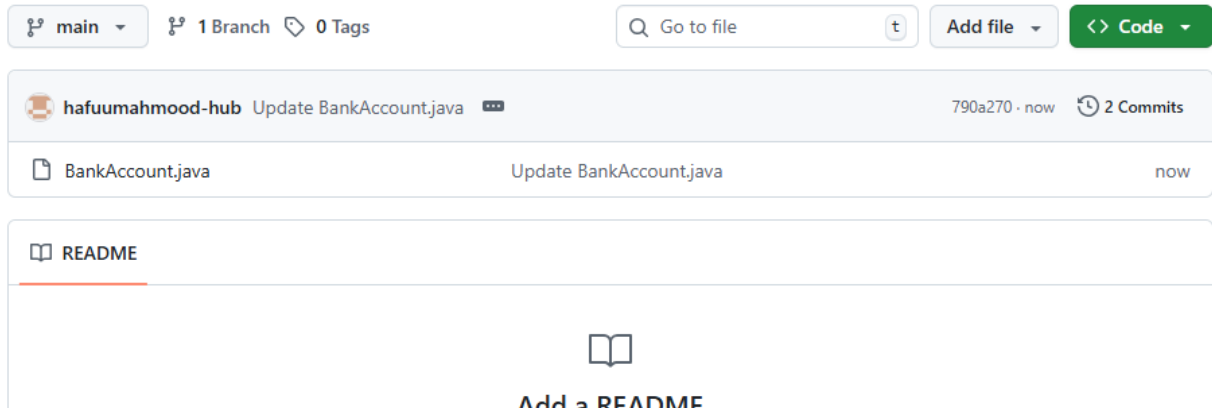 main 1 Branch 0 Tags Go to file t Add file <> Code
hafuumahmood-hub Update BankAccount.java 790a270 · now 2 Commits
BankAccount.java Update BankAccount.java now
README
Add a README